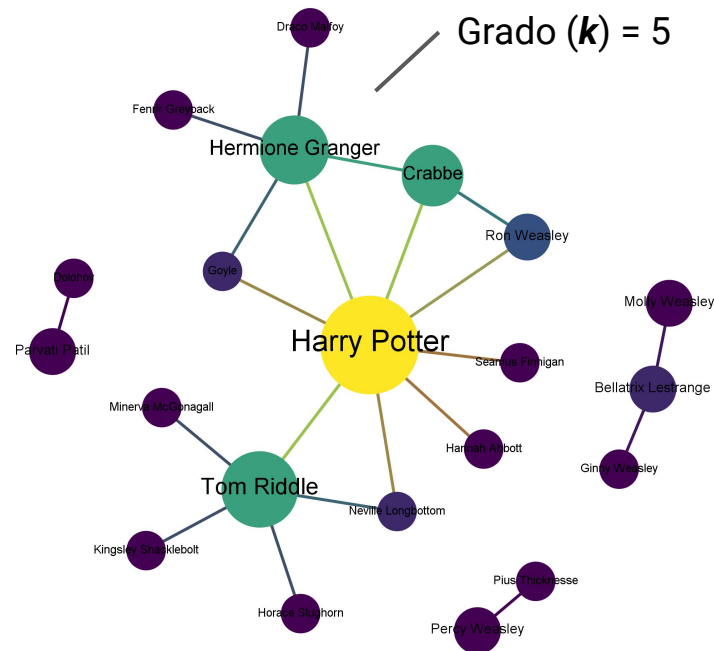 Draco Malfoy
Grado (k) = 5
Fenrir Greyback
Hermione Granger
Crabbe
Ron Weasley
Goyle
Dolohov
Molly Weasley
Harry Potter
Parvati Patil
Seamus Finnigan
Bellatrix Lestrange
Minerva McGonagall
Hannah Abbott
Ginny Weasley
Tom Riddle
Neville Longbottom
Kingsley Shacklebolt
Pius Thicknesse
Horace Slughorn
Percy Weasley